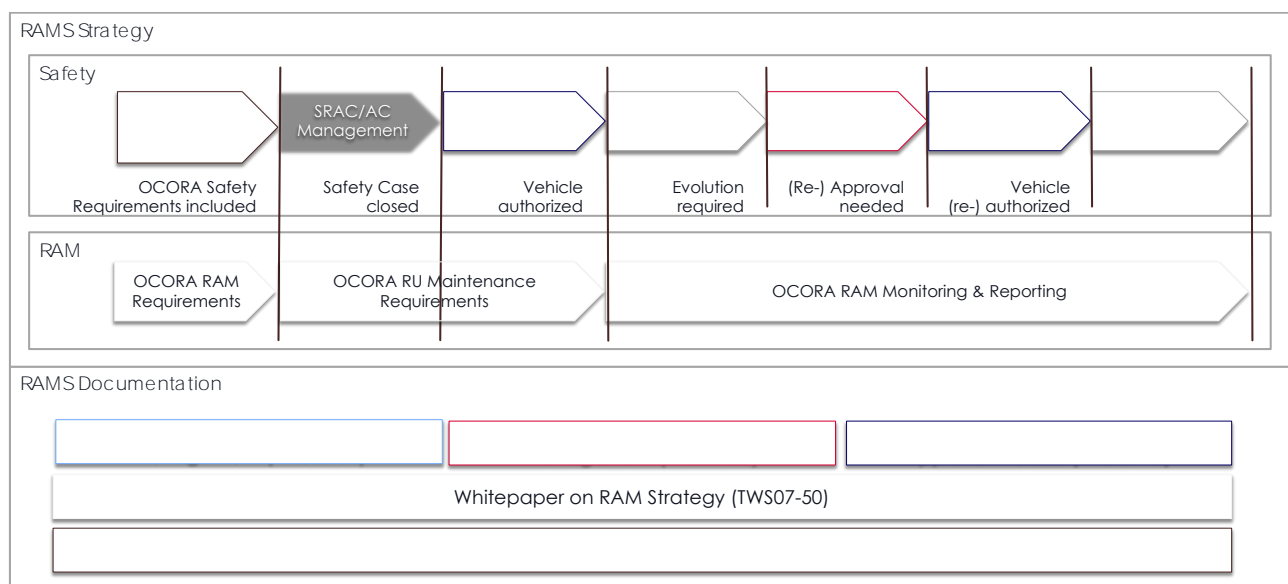 RAMS Strategy
Safety
SRAC/AC
Management
OCORA Safety
Requirements included
Safety Case
closed
Vehicle
authorized
Evolution
required
(Re-) Approval
needed
Vehicle
(re-) authorized
RAM
OCORA RAM
Requirements
OCORA RU Maintenance
Requirements
OCORA RAM Monitoring & Reporting
RAMS Documentation
Whitepaper on RAM Strategy (TWS07-50)